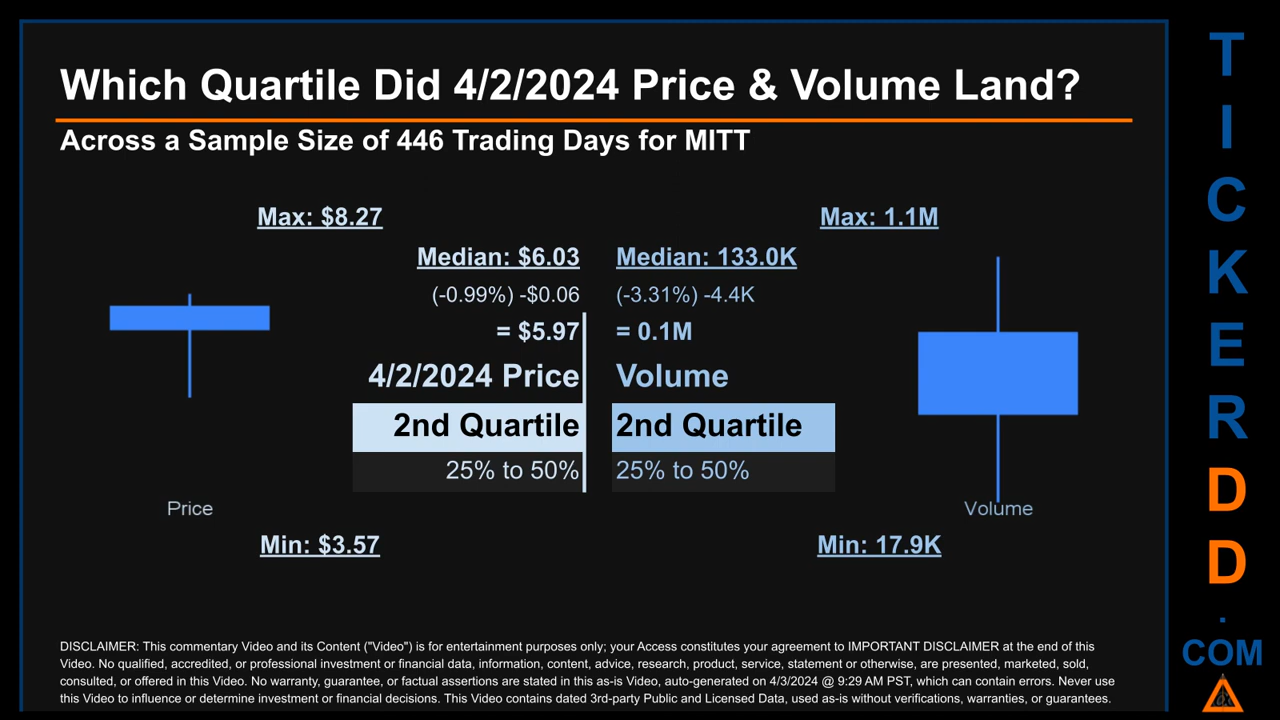 Which Quartile Did 4/2/2024 Price & Volume Land?
Across a Sample Size of 446 Trading Days for MITT
Max: $8.27
Max: 1.1M
Median: $6.03
Median: 133.0K
(-0.99%) -$0.06
(-3.31%) -4.4K
= $5.97
= 0.1M
4/2/2024 Price
Volume
2nd Quartile
2nd Quartile
25% to 50%
25% to 50%
Price
Volume
Min: $3.57
Min: 17.9K
DISCLAIMER: This commentary Video and its Content ("Video") is for entertainment purposes only; your Access constitutes your agreement to IMPORTANT DISCLAIMER at the end of this
Video. No qualified, accredited, or professional investment or financial data, information, content, advice, research, product, service, statement or otherwise, are presented, marketed, sold,
consulted, or offered in this Video. No warranty, guarantee, or factual assertions are stated in this as-is Video, auto-generated on 4/3/2024 @ 9:29 AM PST, which can contain errors. Never use
this Video to influence or determine investment or financial decisions. This Video contains dated 3rd-party Public and Licensed Data, used as-is without verifications, warranties, or guarantees.
TICKERDD
.
COM